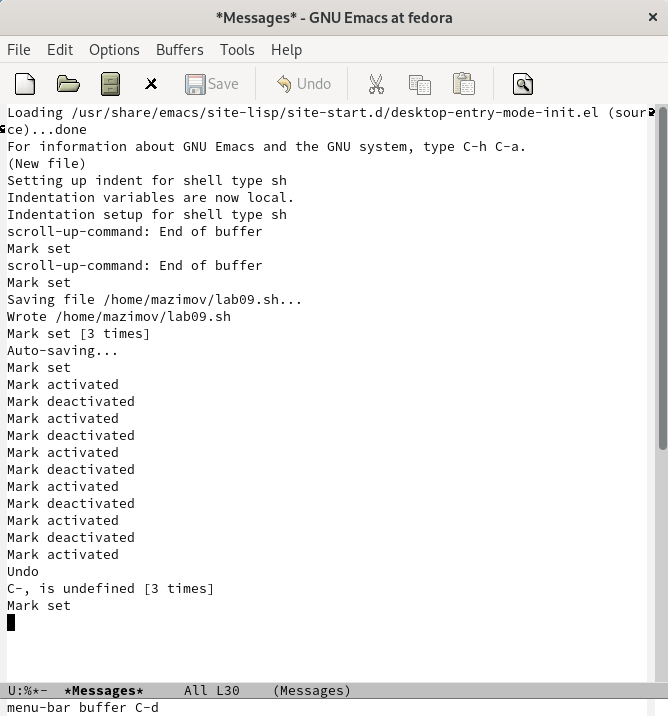 *Messages* - GNU Emacs at fedora
File Edit Options Buffers Tools Help
Save Undo
Loading /usr/share/emacs/site-lisp/site-start.d/desktop-entry-mode-init.el (sour
ce)...done
For information about GNU Emacs and the GNU system, type C-h C-a.
(New file)
Setting up indent for shell type sh
Indentation variables are now local.
Indentation setup for shell type sh
scroll-up-command: End of buffer
Mark set
scroll-up-command: End of buffer
Mark set
Saving file /home/mazimov/lab09.sh...
Wrote /home/mazimov/lab09.sh
Mark set [3 times]
Auto-saving...
Mark set
Mark activated
Mark deactivated
Mark activated
Mark deactivated
Mark activated
Mark deactivated
Mark activated
Mark deactivated
Mark activated
Mark deactivated
Mark activated
Undo
C-, is undefined [3 times]
Mark set
U:%*-  *Messages*     All L30    (Messages)
menu-bar buffer C-d